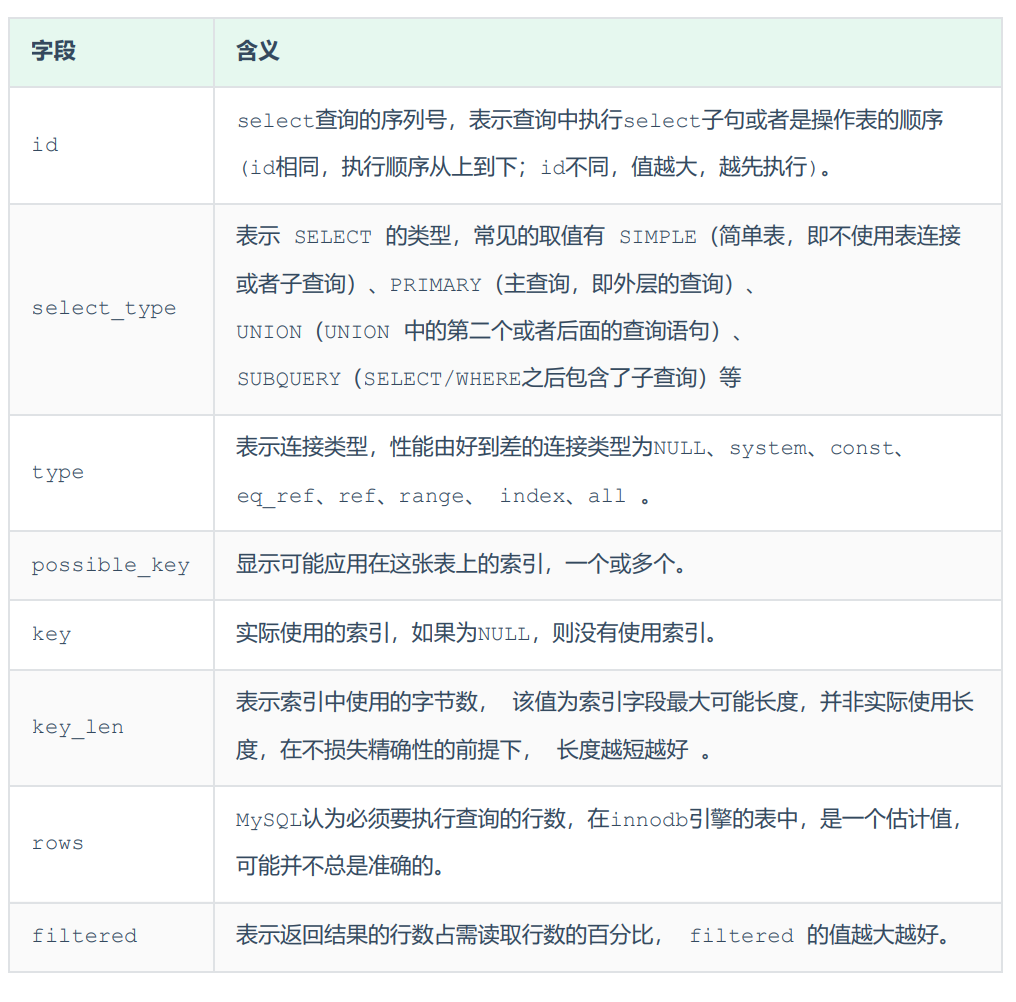 字段 含义
id
select查询的序列号，表示查询中执行select子句或者是操作表的顺序
(id相同，执行顺序从上到下；id不同，值越大，越先执行)。
select_type
表示 SELECT 的类型，常见的取值有 SIMPLE（简单表，即不使用表连接
或者子查询）、PRIMARY（主查询，即外层的查询）、
UNION（UNION 中的第二个或者后面的查询语句）、
SUBQUERY（SELECT/WHERE之后包含了子查询）等
type
表示连接类型，性能由好到差的连接类型为NULL、system、const、
eq_ref、ref、range、 index、all 。
possible_key 显示可能应用在这张表上的索引，一个或多个。
key 实际使用的索引，如果为NULL，则没有使用索引。
key_len
表示索引中使用的字节数， 该值为索引字段最大可能长度，并非实际使用长
度，在不损失精确性的前提下， 长度越短越好 。
rows
MySQL认为必须要执行查询的行数，在innodb引擎的表中，是一个估计值，
可能并不总是准确的。
filtered 表示返回结果的行数占需读取行数的百分比， filtered 的值越大越好。